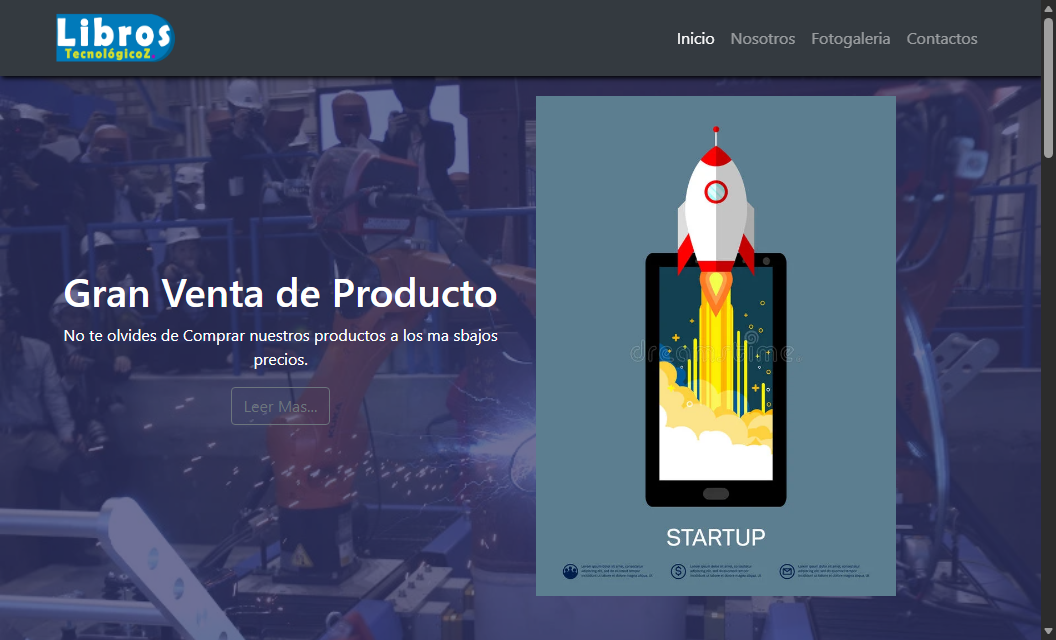 Libros
TecnológicoZ
Inicio Nosotros Fotogaleria Contactos
Gran Venta de Producto
No te olvides de Comprar nuestros productos a los ma sbajos
precios.
Leer Mas...
dreamstime.
STARTUP